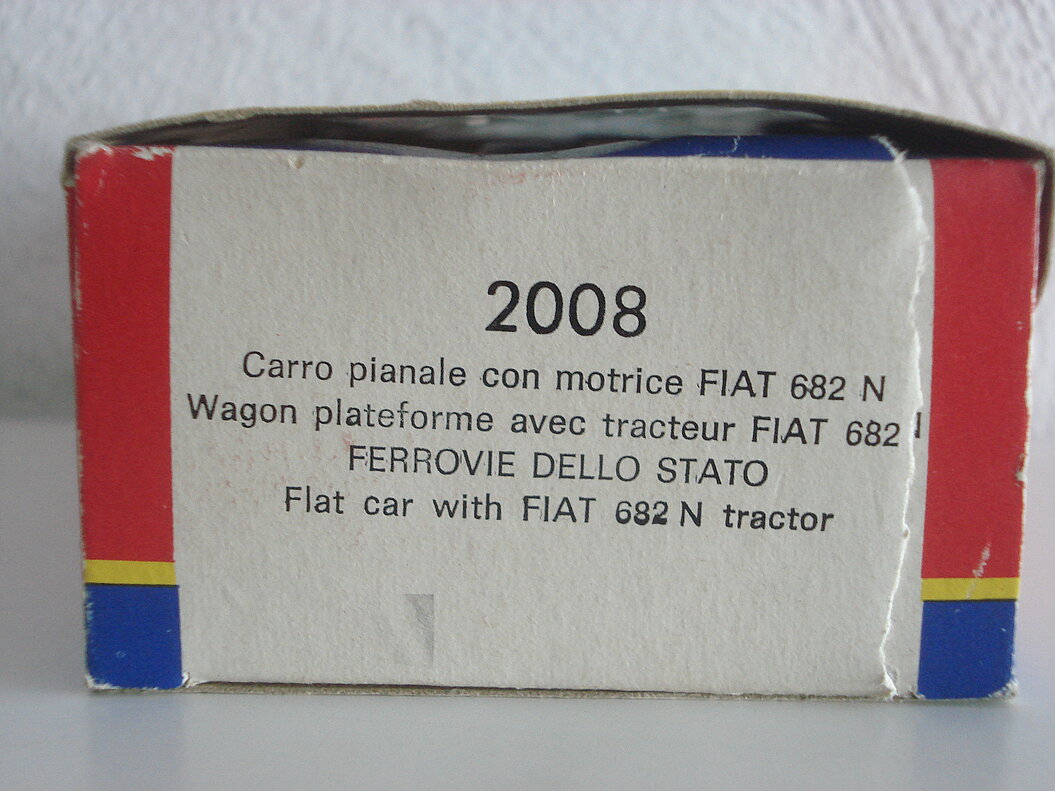 2008
Carro pianale con motrice FIAT 682 N
Wagon plateforme avec tracteur FIAT 682 N
FERROVIE DELLO STATO
Flat car with FIAT 682 N tractor